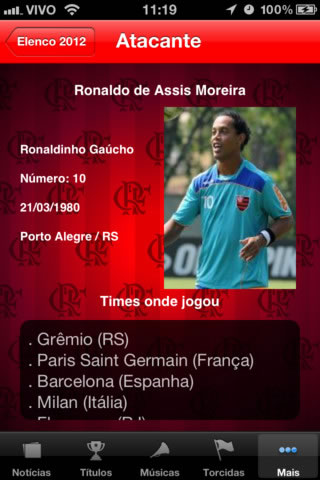 VIVO 11:19 100%
Elenco 2012
Atacante
Ronaldo de Assis Moreira
Ronaldinho Gaúcho
Número: 10
21/03/1980
Porto Alegre / RS
10
Times onde jogou
. Grêmio (RS)
. Paris Saint Germain (França)
. Barcelona (Espanha)
. Milan (Itália)
Notícias Títulos Músicas Torcidas Mais